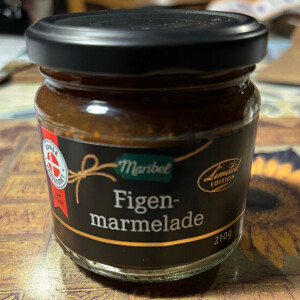 Maribel
Limited
EDITION
Figen-
marmelade
210g